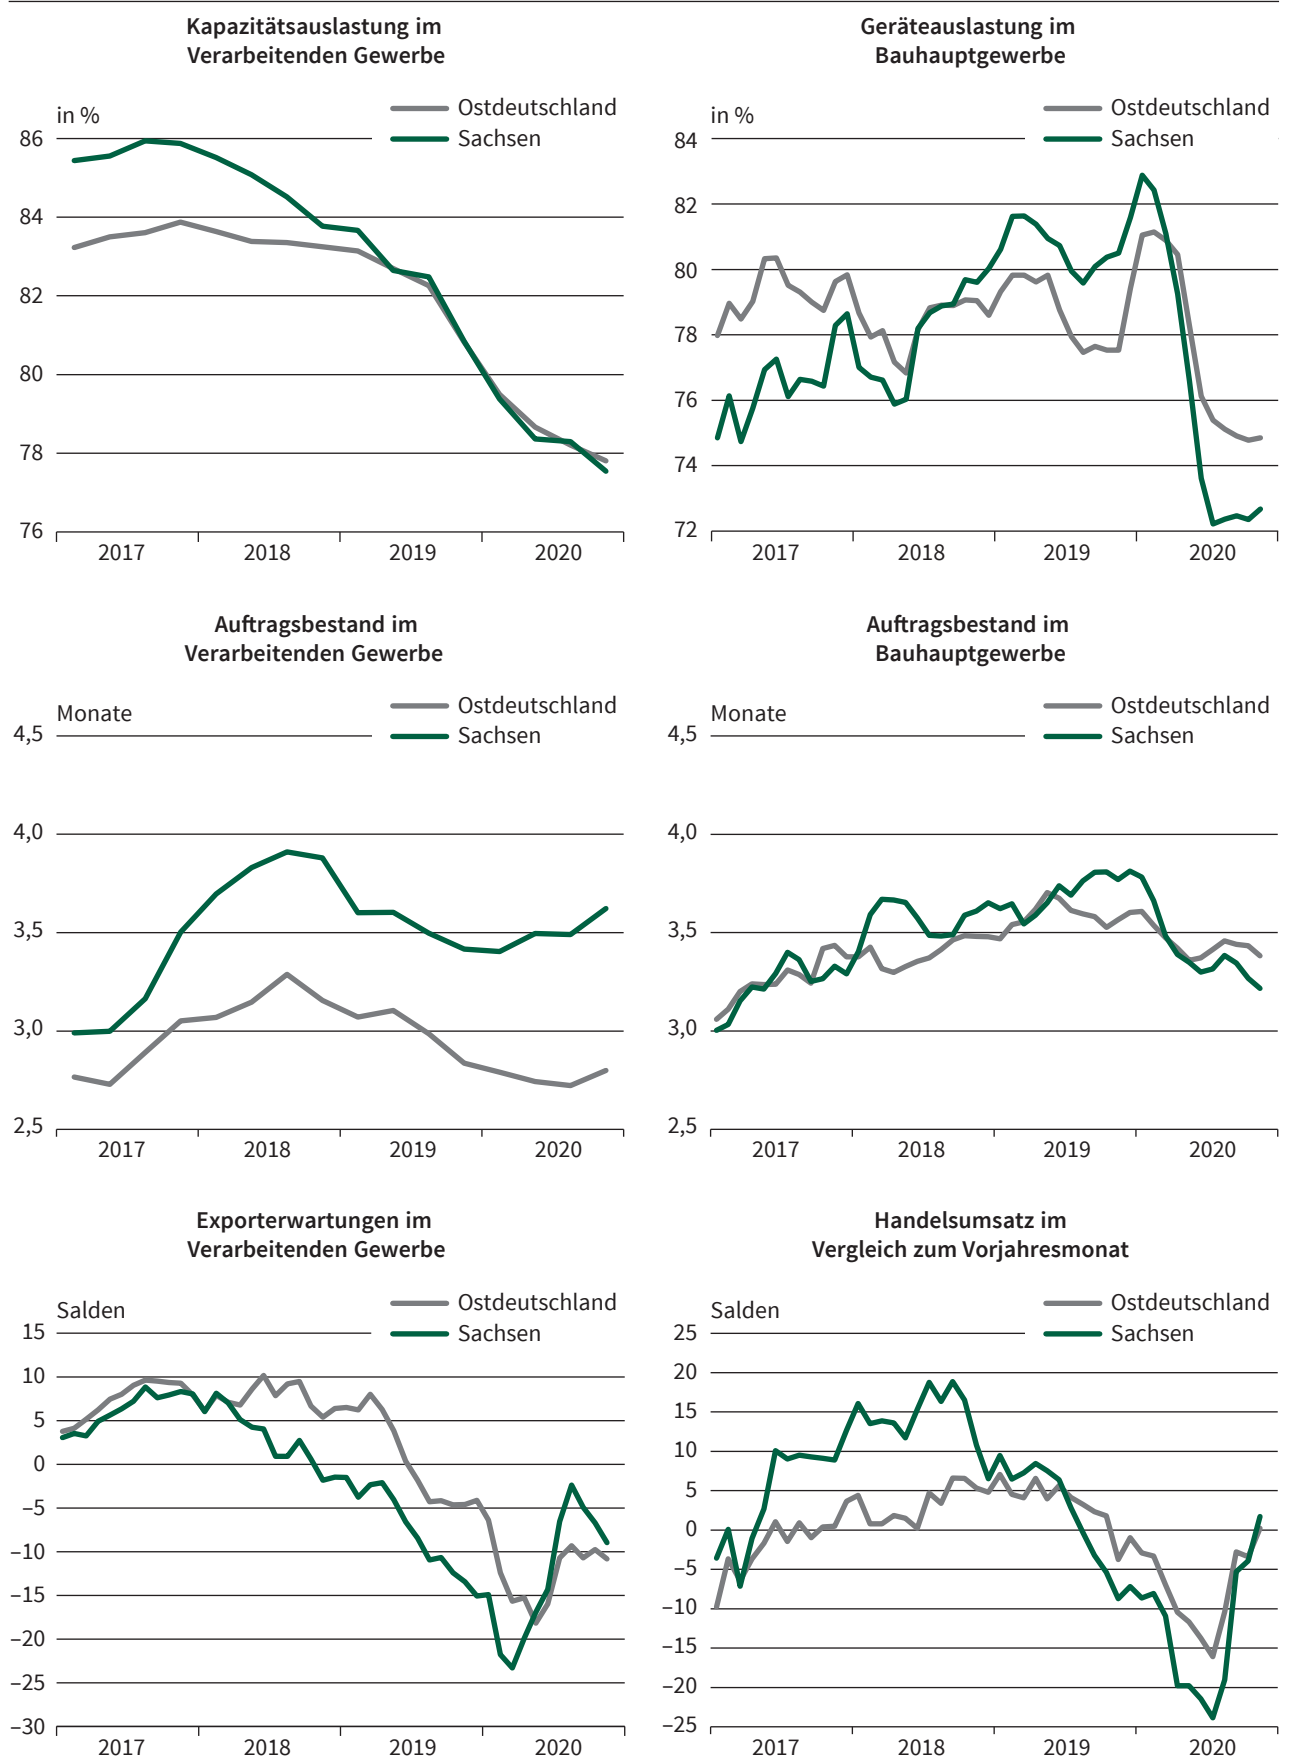 Kapazitätsauslastung im
Verarbeitenden Gewerbe
in %
Ostdeutschland
Sachsen
86
84
82
80
78
76
2017
2018
2019
2020
Geräteauslastung im
Bauhauptgewerbe
in %
Ostdeutschland
Sachsen
84
82
80
78
76
74
72
2017
2018
2019
2020
Auftragsbestand im
Verarbeitenden Gewerbe
Monate
Ostdeutschland
Sachsen
4,5
4,0
3,5
3,0
2,5
2017
2018
2019
2020
Auftragsbestand im
Bauhauptgewerbe
Monate
Ostdeutschland
Sachsen
4,5
4,0
3,5
3,0
2,5
2017
2018
2019
2020
Exporterwartungen im
Verarbeitenden Gewerbe
Salden
Ostdeutschland
Sachsen
15
10
5
0
–5
–10
–15
–20
–25
–30
2017
2018
2019
2020
Handelsumsatz im
Vergleich zum Vorjahresmonat
Salden
Ostdeutschland
Sachsen
25
20
15
10
5
0
–5
–10
–15
–20
–25
2017
2018
2019
2020